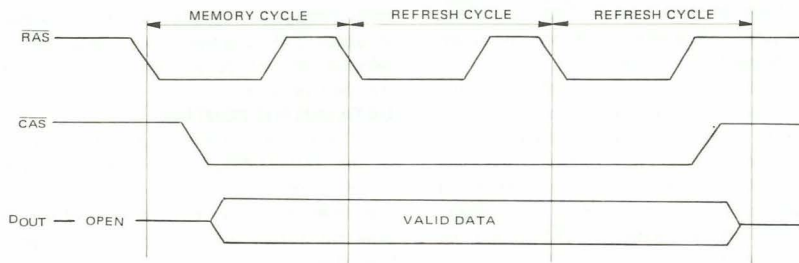 MEMORY CYCLE REFRESH CYCLE REFRESH CYCLE
RAS
CAS
DOUT — OPEN VALID DATA